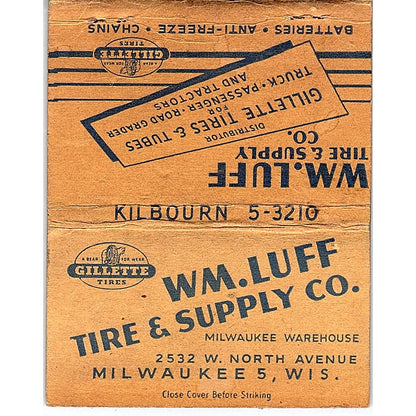 BATTERIES • ANTI-FREEZE • CHAINS
A BEAR FOR WEAR
GILLETTE
TIRES
DISTRIBUTOR
GILLETTE TIRES & TUBES
FOR
TRUCK • PASSENGER • ROAD GRADER
AND TRACTORS
WM. LUFF
TIRE & SUPPLY
CO.
KILBOURN 5-3210
A BEAR FOR WEAR
GILLETTE
TIRES
WM. LUFF
TIRE & SUPPLY CO.
MILWAUKEE WAREHOUSE
2532 W. NORTH AVENUE
MILWAUKEE 5, WIS.
Close Cover Before Striking